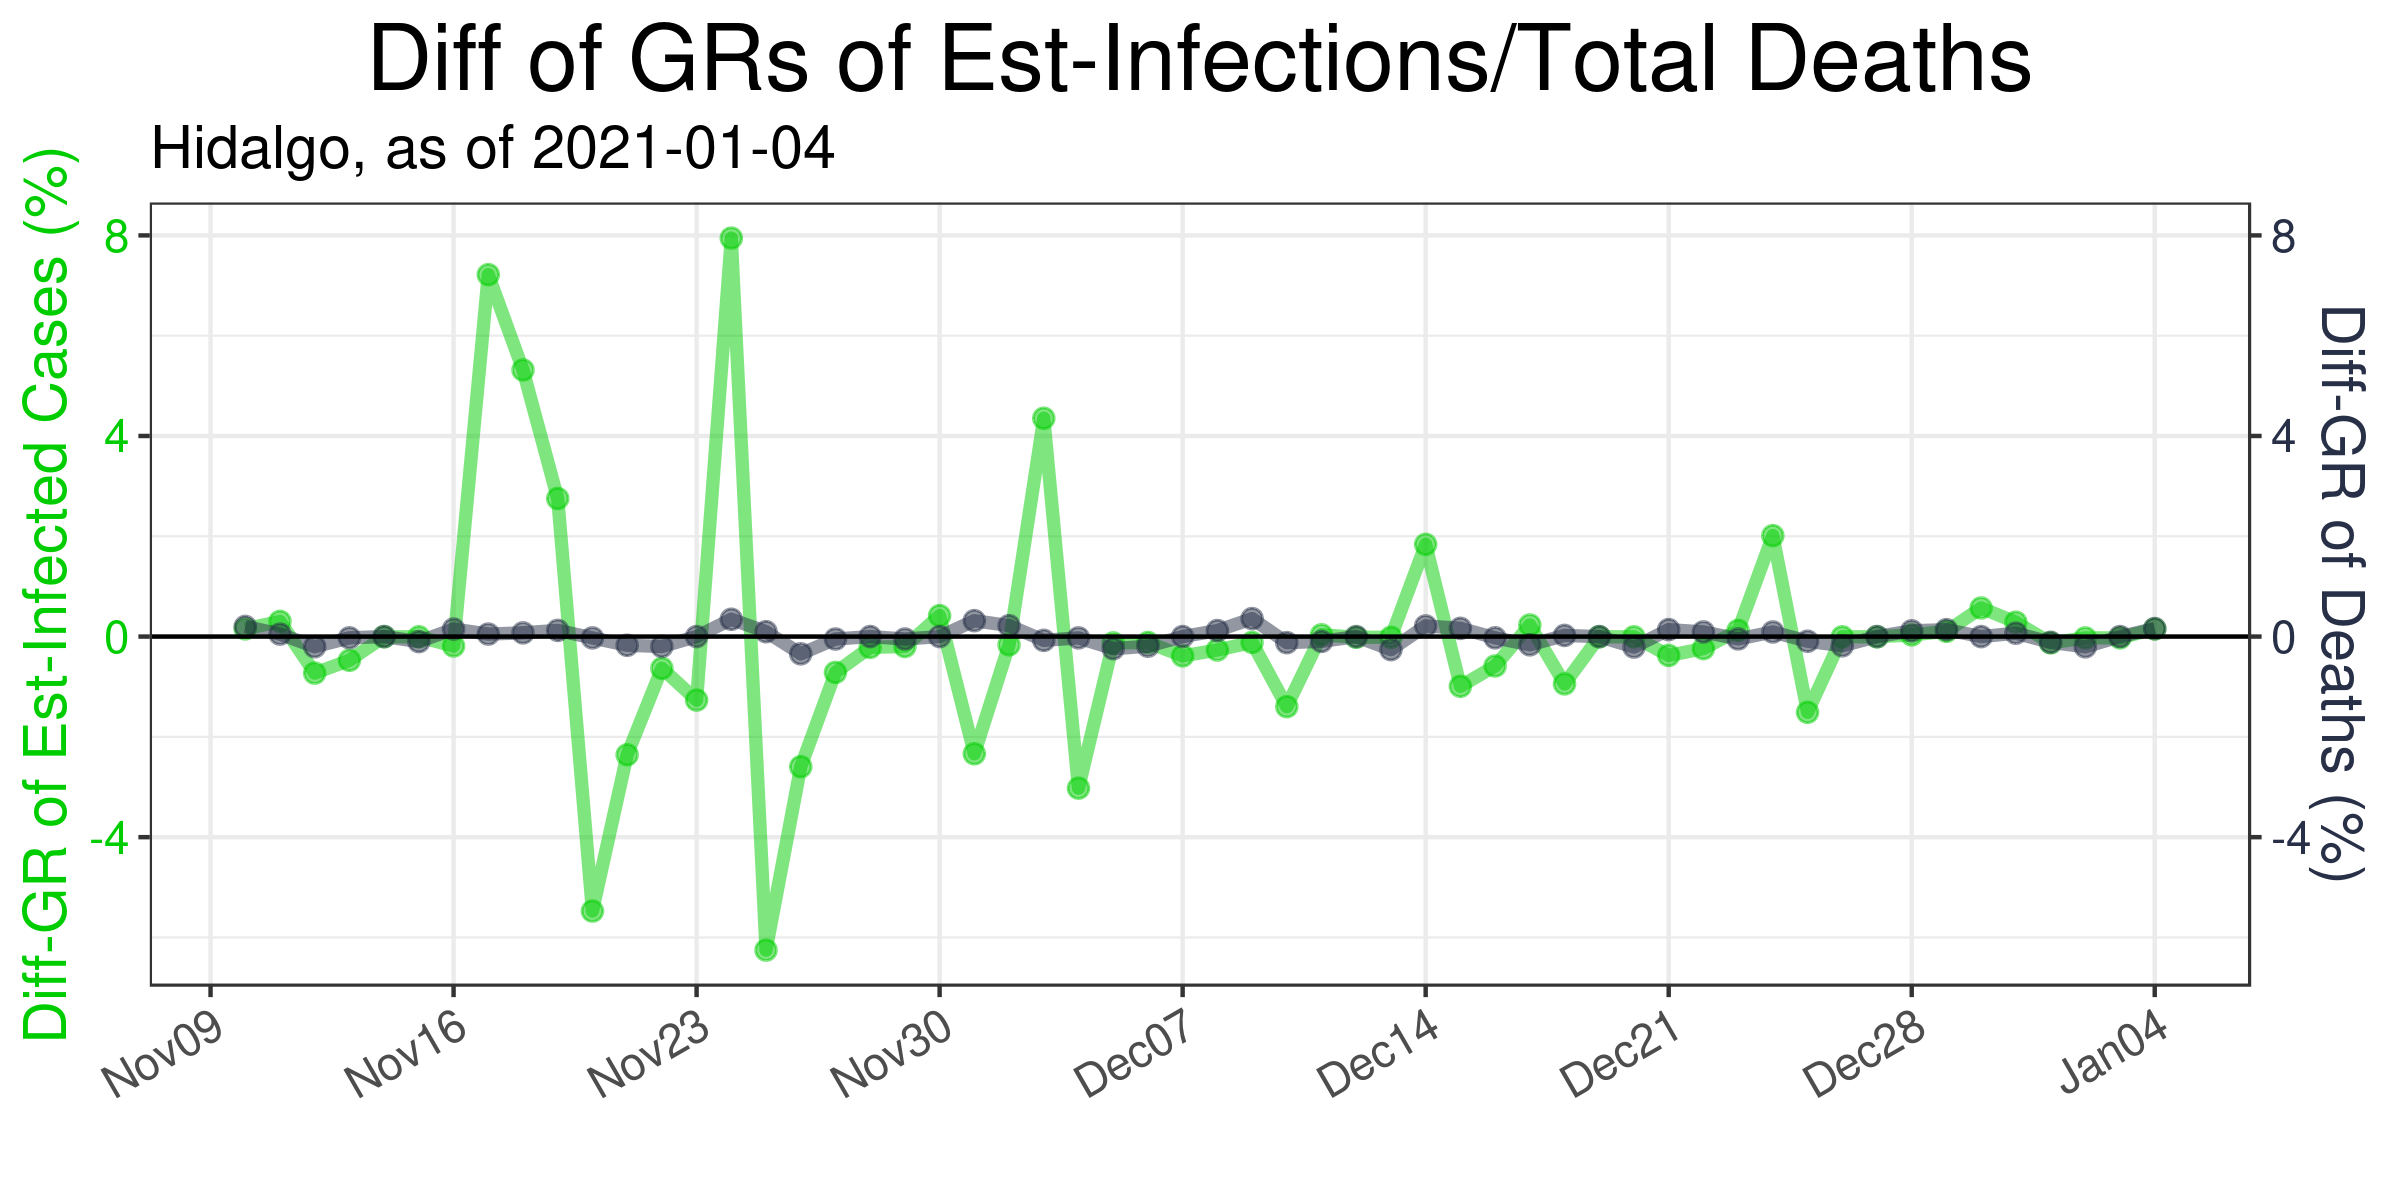 Diff of GRs of Est-Infections/Total Deaths
Hidalgo, as of 2021-01-04
Diff-GR of Est-Infected Cases (%)
8
4
0
-4
8
4
0
-4
Diff-GR of Deaths (%)
Nov09
Nov16
Nov23
Nov30
Dec07
Dec14
Dec21
Dec28
Jan04